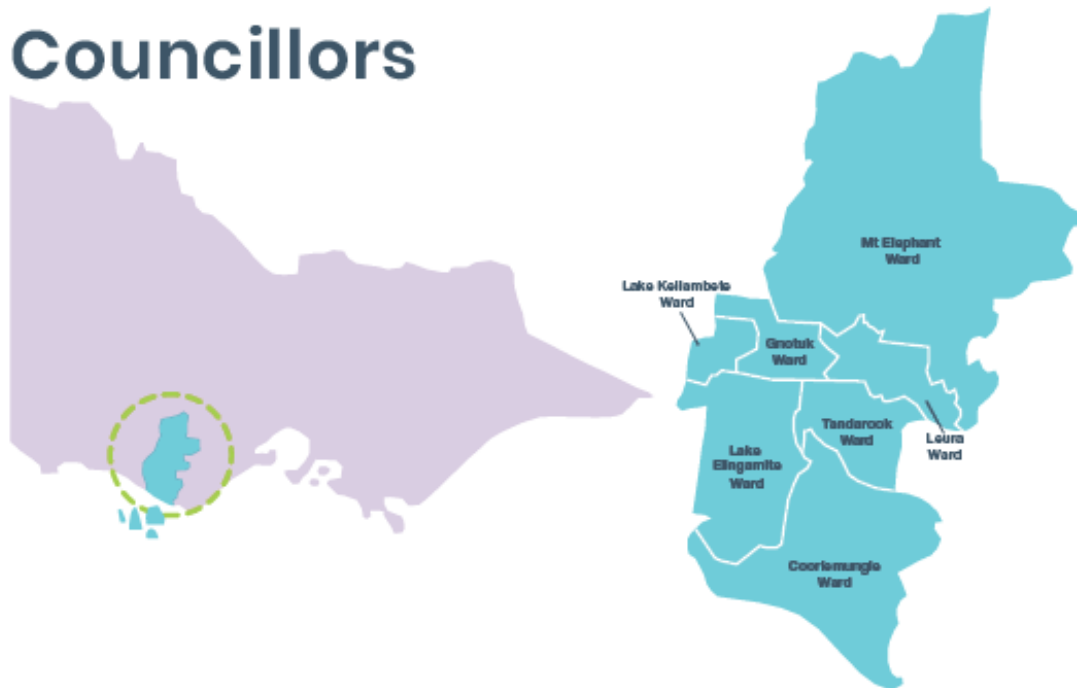 Councillors
Mt Elephant
Ward
Lake Keilambete
Ward
Gnotuk
Ward
Tandarook
Ward
Leura
Ward
Lake
Elingamite
Ward
Cooriemungle
Ward